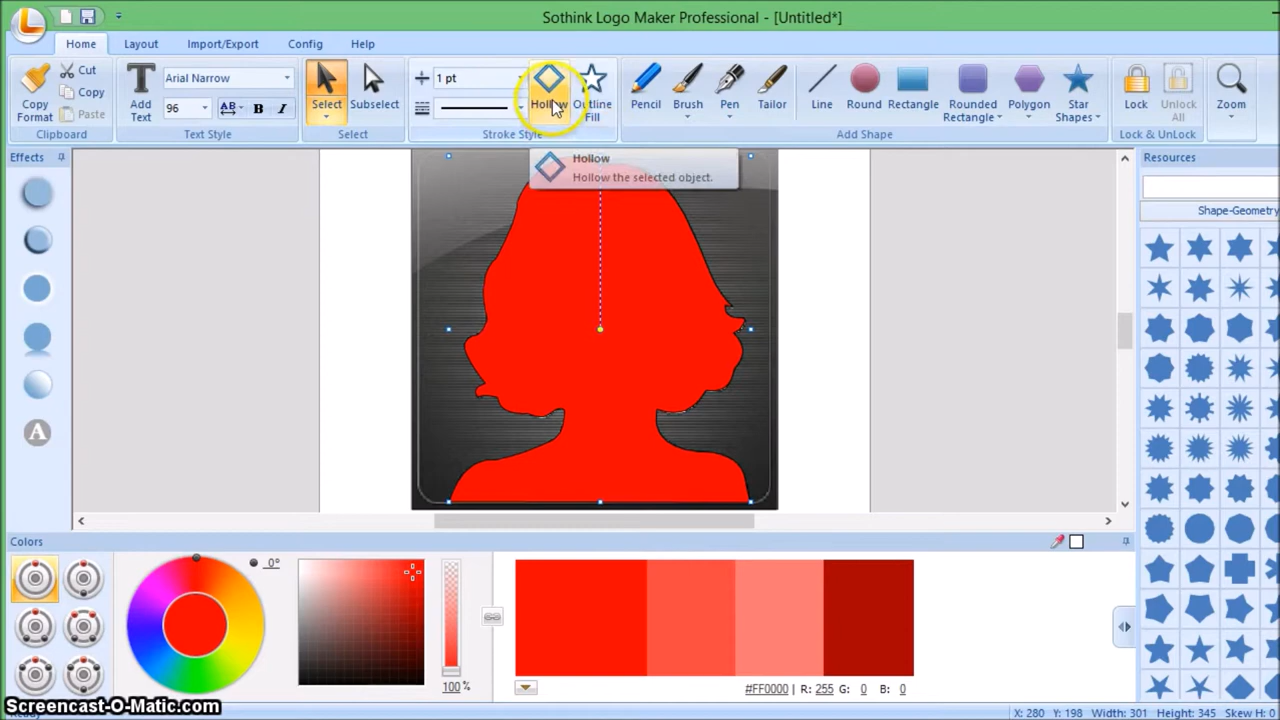 Sothink Logo Maker Professional - [Untitled*]
Home
Layout
Import/Export
Config
Help
Copy Format
Cut
Copy
Paste
Clipboard
Add Text
Arial Narrow
96
AB
B
I
Text Style
Select
Subselect
Select
1 pt
Hollow
Outline Fill
Stroke Style
Pencil
Brush
Pen
Tailor
Line
Round
Rectangle
Rounded Rectangle
Polygon
Star Shapes
Add Shape
Lock
Unlock All
Lock & UnLock
Zoom
Effects
Hollow
Hollow the selected object.
Resources
Shape-Geometry
A
Colors
0°
100%
#FF0000 R: 255 G: 0 B: 0
Screencast-O-Matic.com
X: 280 Y: 198 Width: 301 Height: 345 Skew H: 0